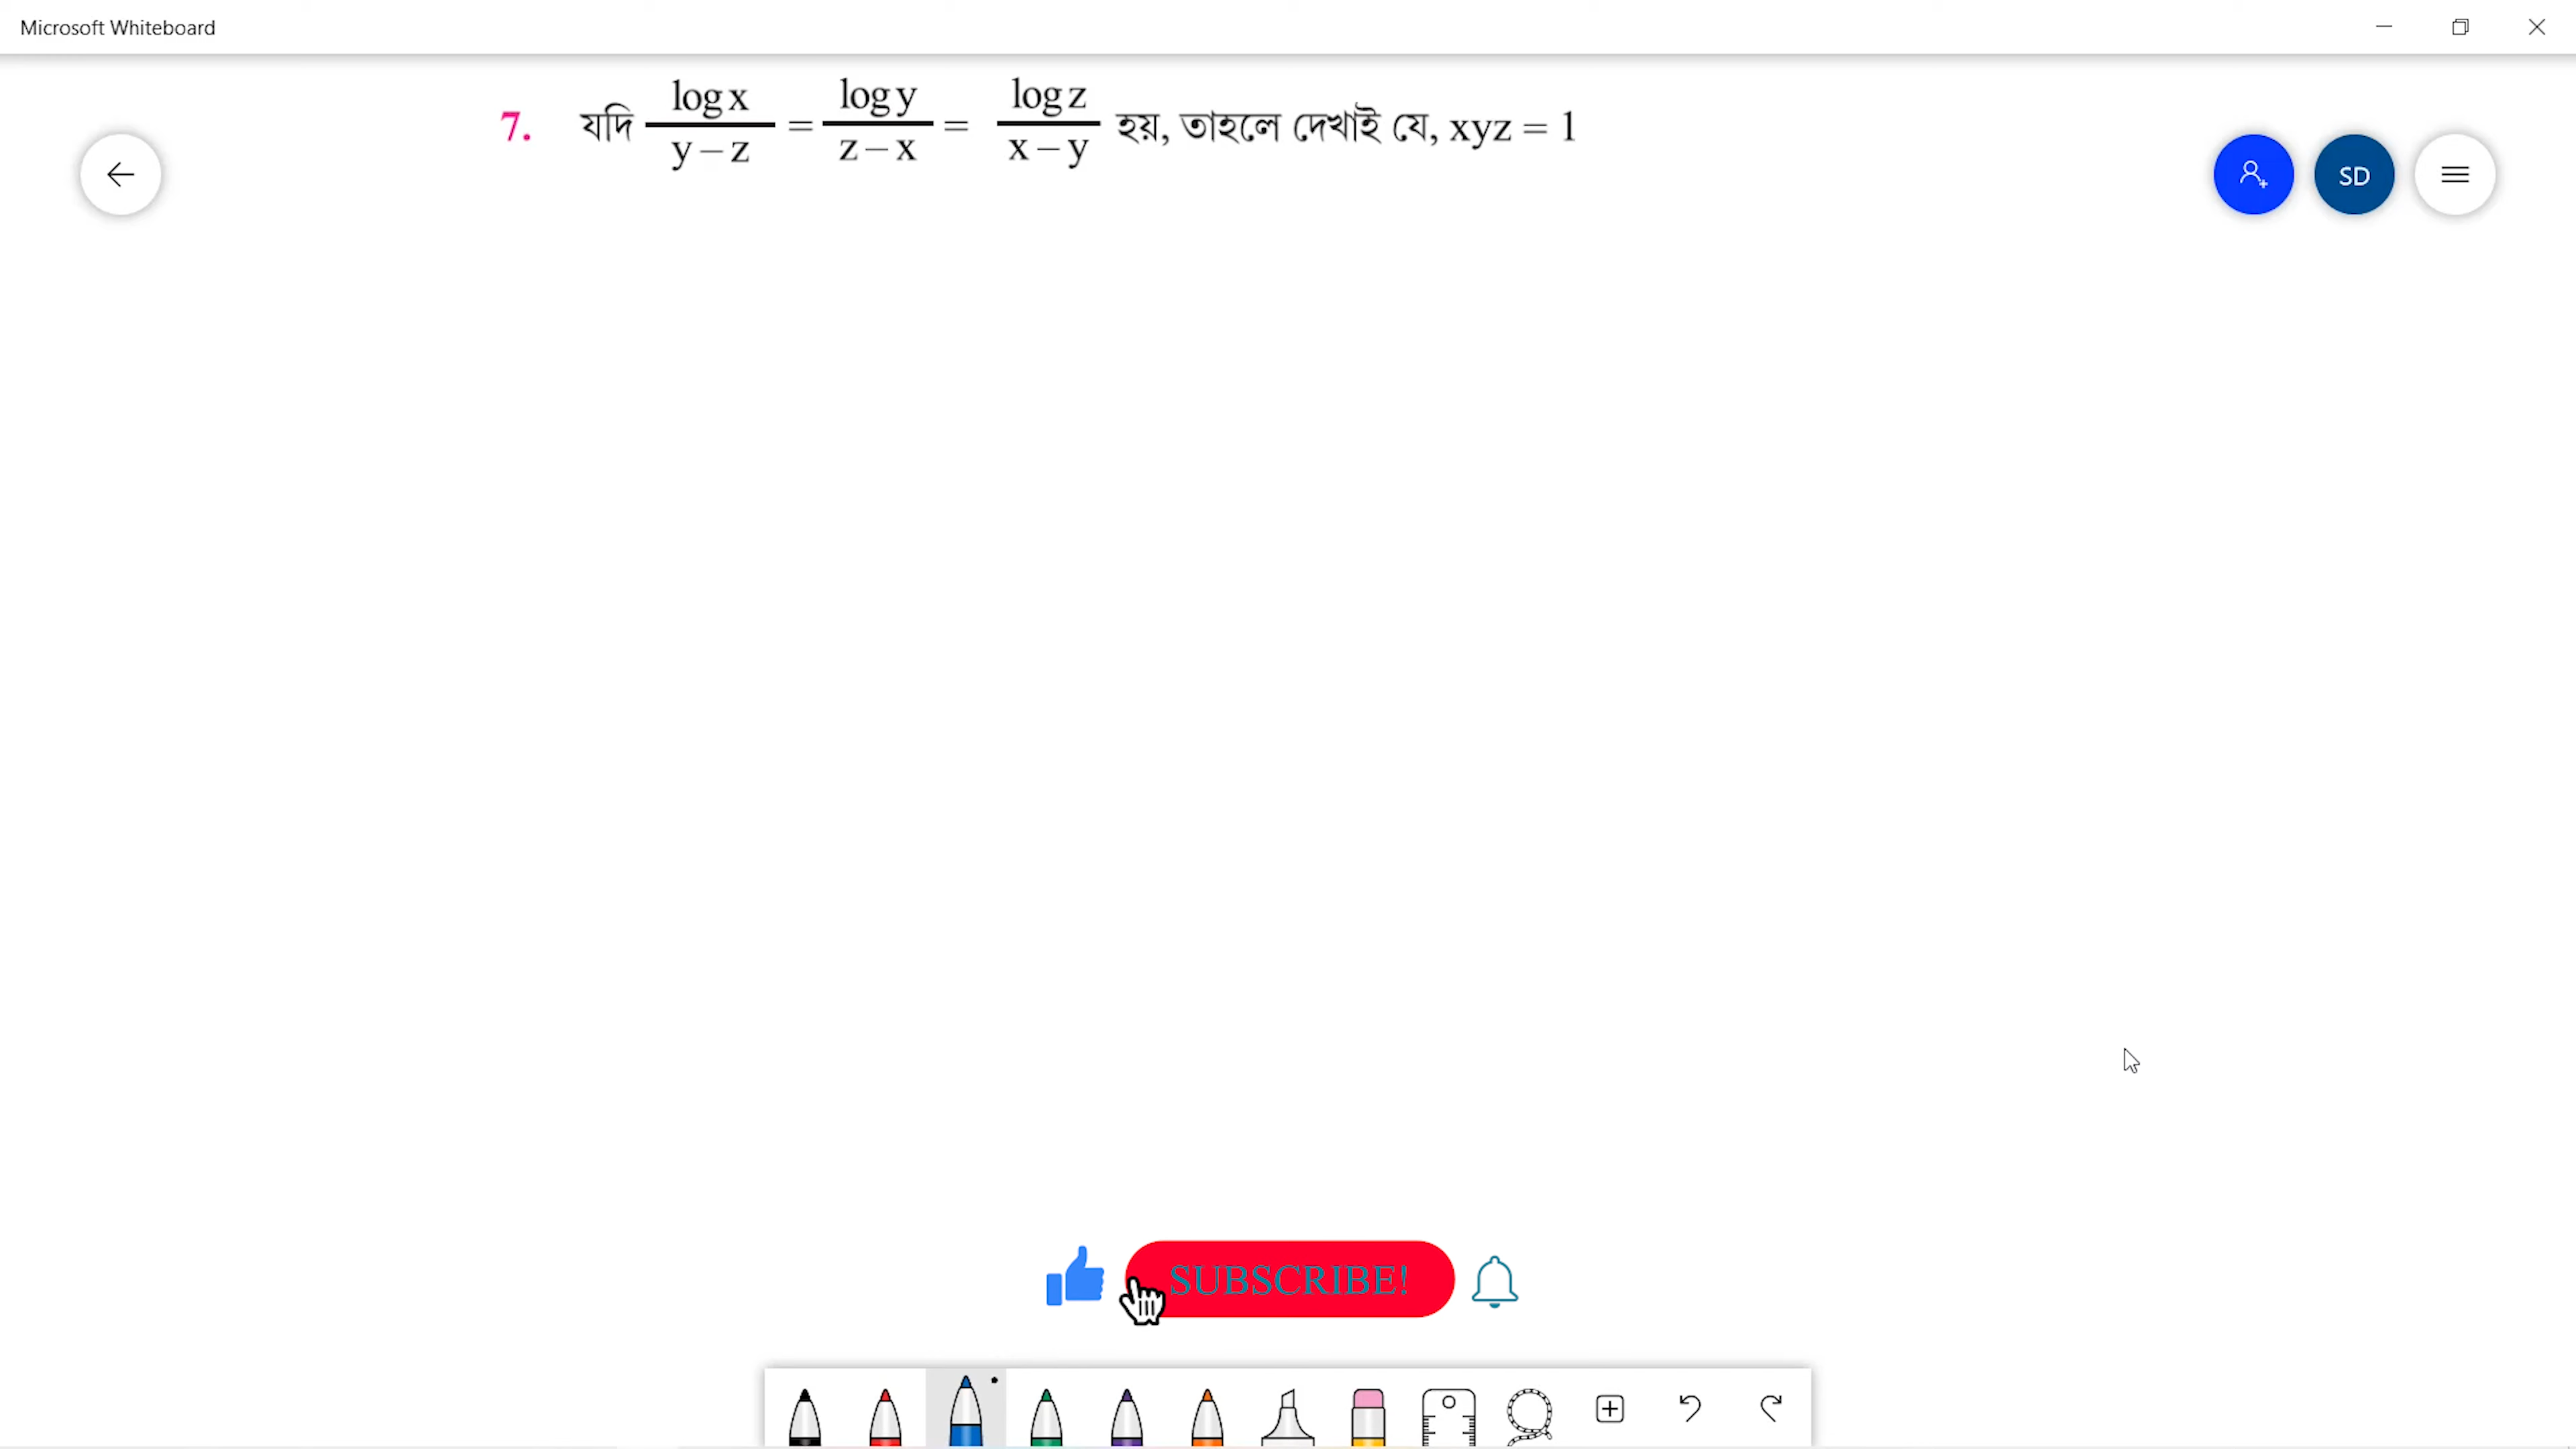 Microsoft Whiteboard
7. যদি log x / y – z = log y / z – x = log z / x – y হয়, তাহলে দেখাই যে, xyz = 1
SD
SUBSCRIBE!